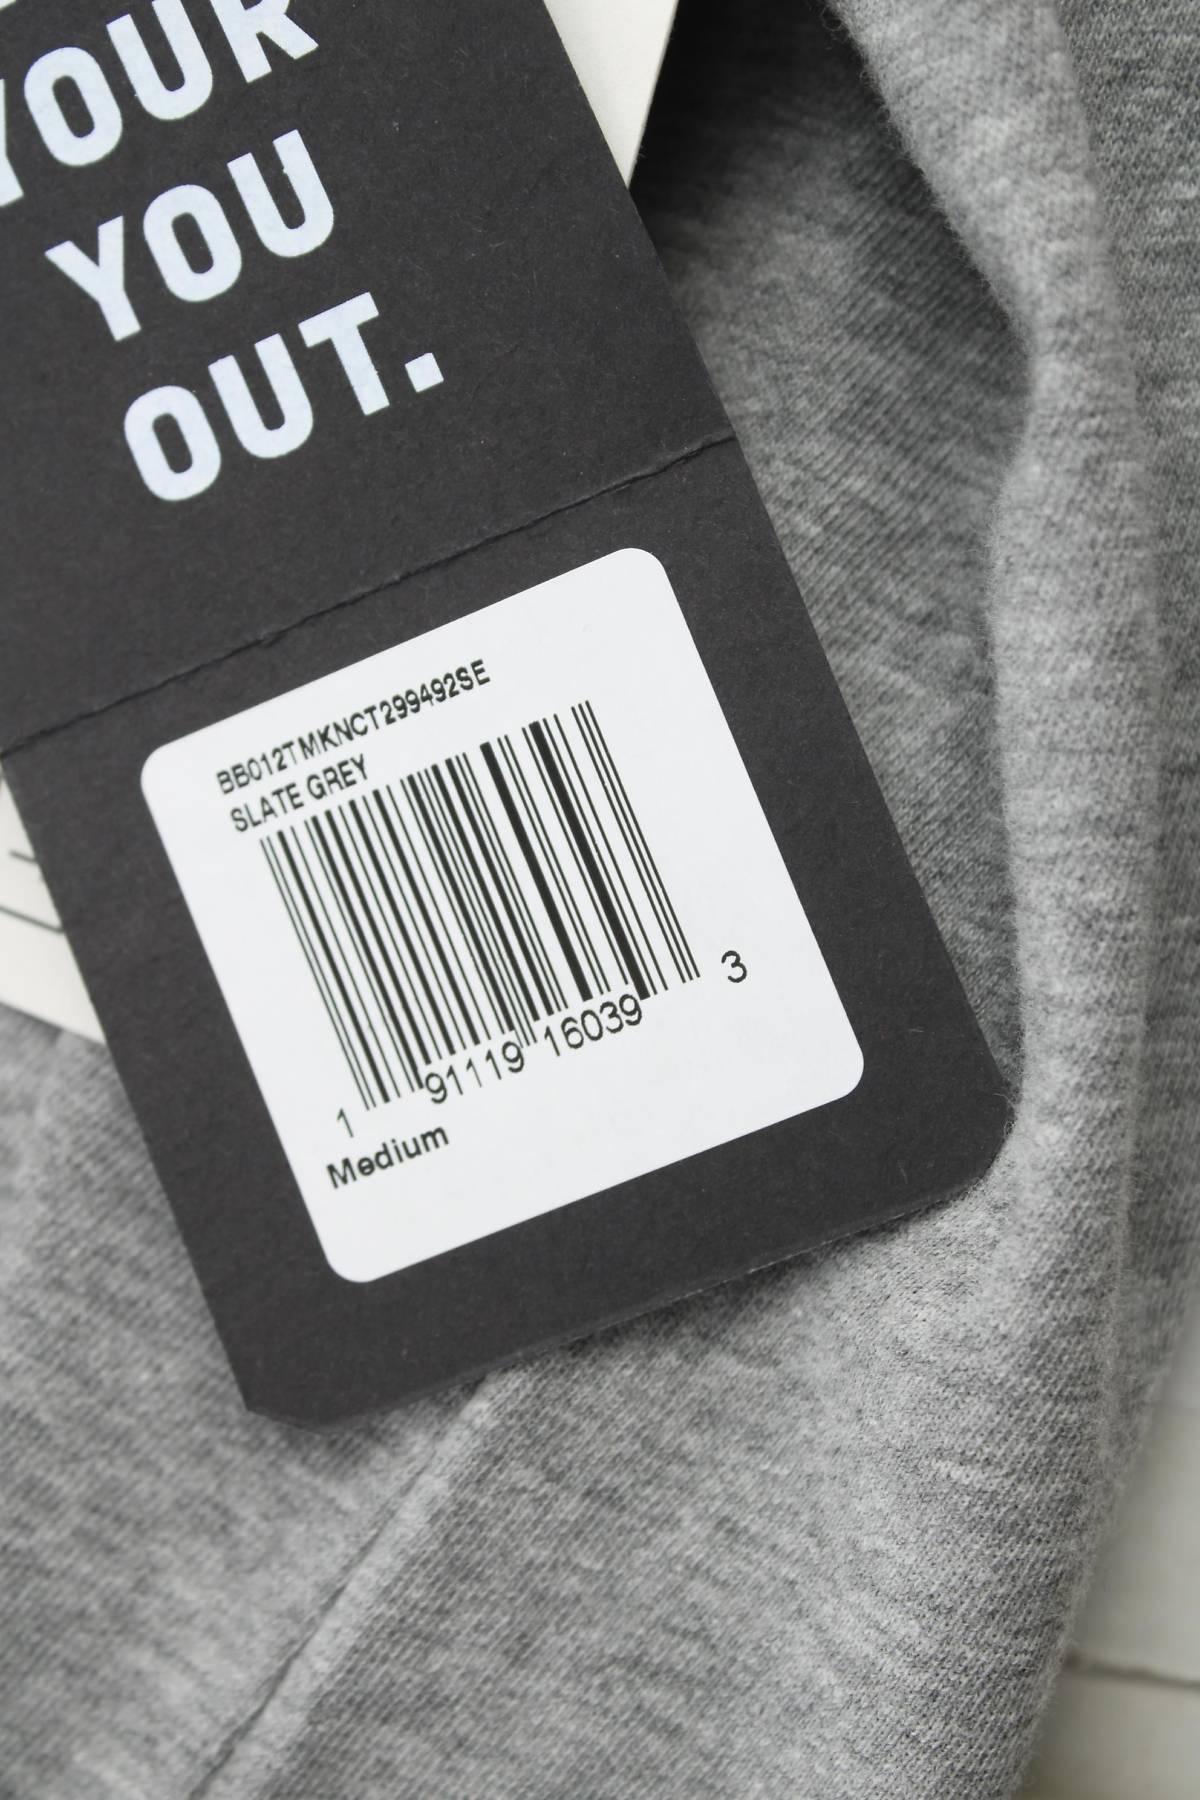 YOUR
YOU
OUT.
BB012TMKNCT299492SE
SLATE GREY
1 91119 16039 3
Medium